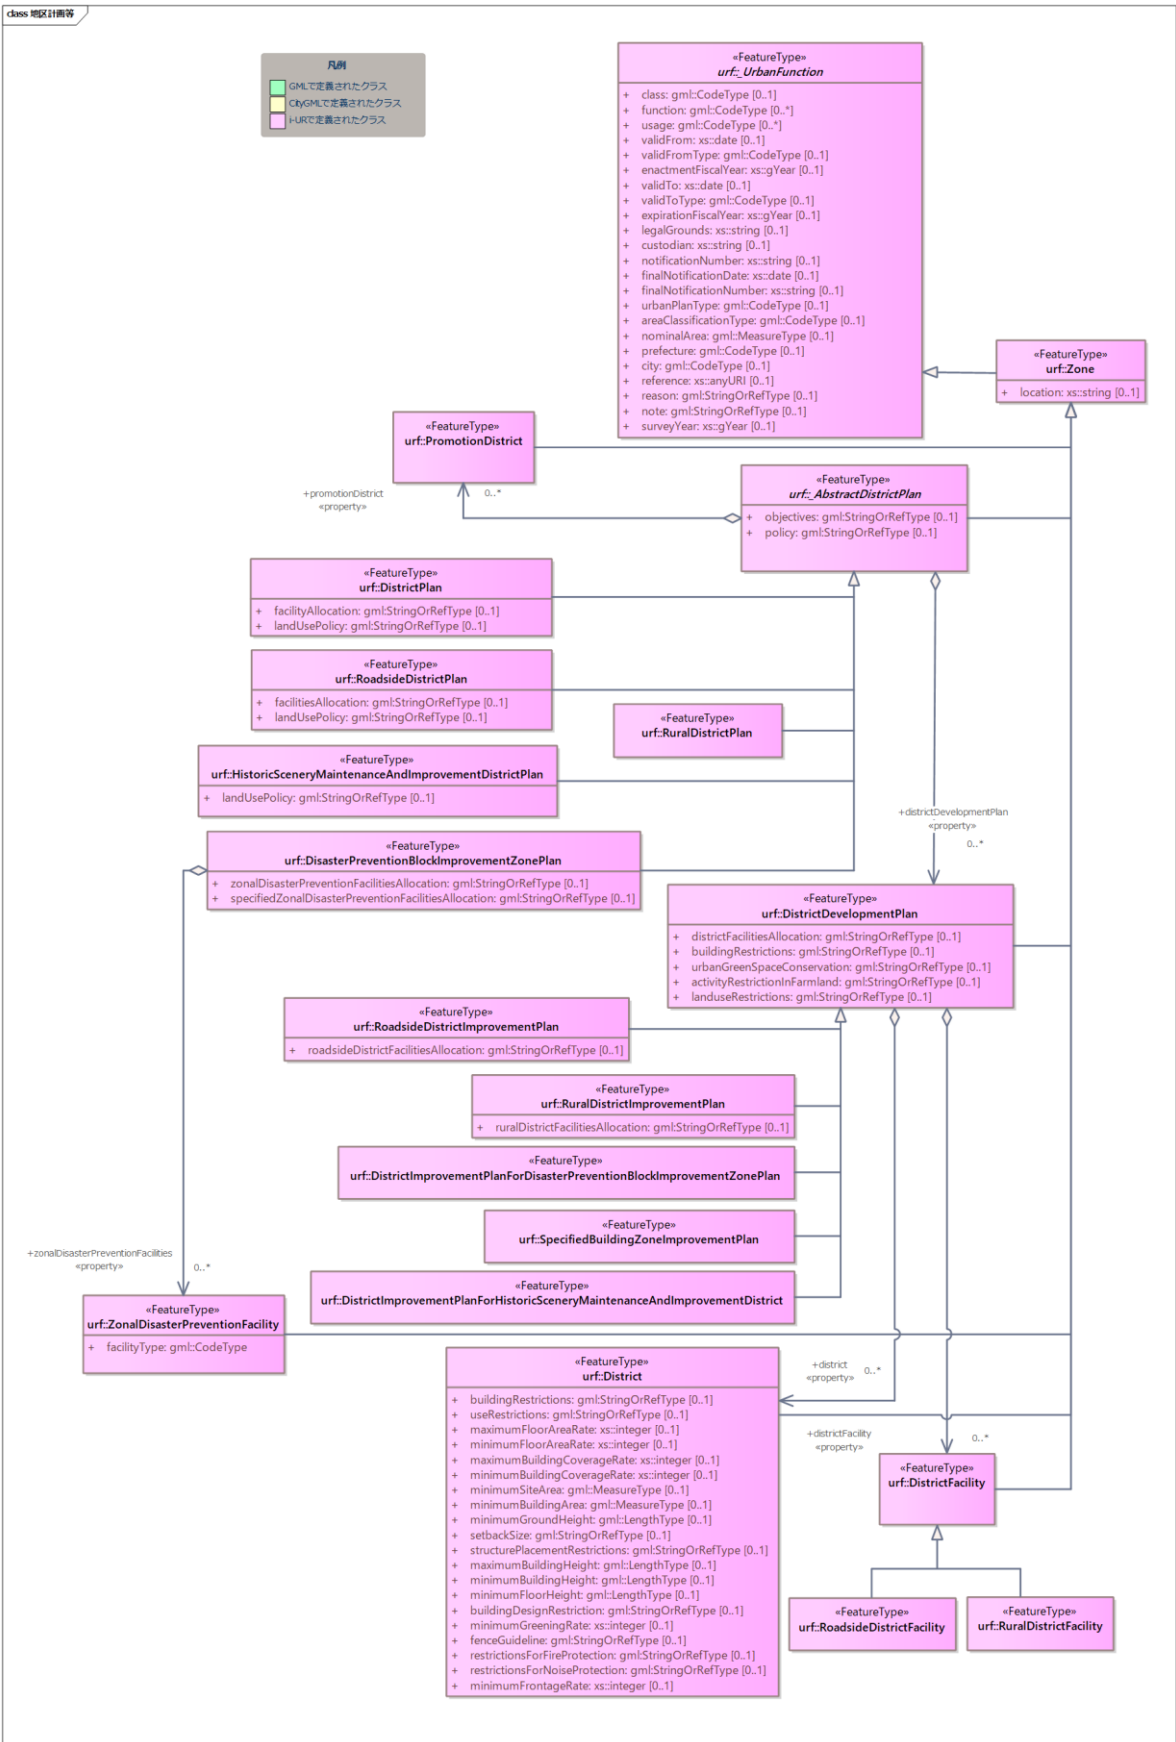 class 地区計画等
凡例
GMLで定義されたクラス
CityGMLで定義されたクラス
i-URで定義されたクラス
«FeatureType»
urf::_UrbanFunction
+ class: gml::CodeType [0..1]
+ function: gml::CodeType [0..*]
+ usage: gml::CodeType [0..*]
+ validFrom: xs::date [0..1]
+ validFromType: gml::CodeType [0..1]
+ enactmentFiscalYear: xs::gYear [0..1]
+ validTo: xs::date [0..1]
+ validToType: gml::CodeType [0..1]
+ expirationFiscalYear: xs::gYear [0..1]
+ legalGrounds: xs::string [0..1]
+ custodian: xs::string [0..1]
+ notificationNumber: xs::string [0..1]
+ finalNotificationDate: xs::date [0..1]
+ finalNotificationNumber: xs::string [0..1]
+ urbanPlanType: gml::CodeType [0..1]
+ areaClassificationType: gml::CodeType [0..1]
+ nominalArea: gml::MeasureType [0..1]
+ prefecture: gml::CodeType [0..1]
+ city: gml::CodeType [0..1]
+ reference: xs::anyURI [0..1]
+ reason: gml:StringOrRefType [0..1]
+ note: gml:StringOrRefType [0..1]
+ surveyYear: xs::gYear [0..1]
«FeatureType»
urf::Zone
+ location: xs::string [0..1]
«FeatureType»
urf::PromotionDistrict
+promotionDistrict
«property»
0..*
«FeatureType»
urf::_AbstractDistrictPlan
+ objectives: gml:StringOrRefType [0..1]
+ policy: gml:StringOrRefType [0..1]
«FeatureType»
urf::DistrictPlan
+ facilityAllocation: gml:StringOrRefType [0..1]
+ landUsePolicy: gml:StringOrRefType [0..1]
«FeatureType»
urf::RoadsideDistrictPlan
+ facilitiesAllocation: gml:StringOrRefType [0..1]
+ landUsePolicy: gml:StringOrRefType [0..1]
«FeatureType»
urf::RuralDistrictPlan
«FeatureType»
urf::HistoricSceneryMaintenanceAndImprovementDistrictPlan
+ landUsePolicy: gml:StringOrRefType [0..1]
+districtDevelopmentPlan
«property»
0..*
«FeatureType»
urf::DisasterPreventionBlockImprovementZonePlan
+ zonalDisasterPreventionFacilitiesAllocation: gml:StringOrRefType [0..1]
+ specifiedZonalDisasterPreventionFacilitiesAllocation: gml:StringOrRefType [0..1]
«FeatureType»
urf::DistrictDevelopmentPlan
+ districtFacilitiesAllocation: gml:StringOrRefType [0..1]
+ buildingRestrictions: gml:StringOrRefType [0..1]
+ urbanGreenSpaceConservation: gml:StringOrRefType [0..1]
+ activityRestrictionInFarmland: gml:StringOrRefType [0..1]
+ landuseRestrictions: gml:StringOrRefType [0..1]
«FeatureType»
urf::RoadsideDistrictImprovementPlan
+ roadsideDistrictFacilitiesAllocation: gml:StringOrRefType [0..1]
«FeatureType»
urf::RuralDistrictImprovementPlan
+ ruralDistrictFacilitiesAllocation: gml:StringOrRefType [0..1]
«FeatureType»
urf::DistrictImprovementPlanForDisasterPreventionBlockImprovementZonePlan
«FeatureType»
urf::SpecifiedBuildingZoneImprovementPlan
+zonalDisasterPreventionFacilities
«property»
0..*
«FeatureType»
urf::DistrictImprovementPlanForHistoricSceneryMaintenanceAndImprovementDistrict
«FeatureType»
urf::ZonalDisasterPreventionFacility
+ facilityType: gml::CodeType
«FeatureType»
urf::District
+ buildingRestrictions: gml:StringOrRefType [0..1]
+ useRestrictions: gml:StringOrRefType [0..1]
+ maximumFloorAreaRate: xs::integer [0..1]
+ minimumFloorAreaRate: xs::integer [0..1]
+ maximumBuildingCoverageRate: xs::integer [0..1]
+ minimumBuildingCoverageRate: xs::integer [0..1]
+ minimumSiteArea: gml::MeasureType [0..1]
+ minimumBuildingArea: gml::MeasureType [0..1]
+ minimumGroundHeight: gml::LengthType [0..1]
+ setbackSize: gml:StringOrRefType [0..1]
+ structurePlacementRestrictions: gml:StringOrRefType [0..1]
+ maximumBuildingHeight: gml::LengthType [0..1]
+ minimumBuildingHeight: gml::LengthType [0..1]
+ minimumFloorHeight: gml::LengthType [0..1]
+ buildingDesignRestriction: gml:StringOrRefType [0..1]
+ minimumGreeningRate: xs::integer [0..1]
+ fenceGuideline: gml:StringOrRefType [0..1]
+ restrictionsForFireProtection: gml:StringOrRefType [0..1]
+ restrictionsForNoiseProtection: gml:StringOrRefType [0..1]
+ minimumFrontageRate: xs::integer [0..1]
+district
«property»
0..*
+districtFacility
«property»
0..*
«FeatureType»
urf::DistrictFacility
«FeatureType»
urf::RoadsideDistrictFacility
«FeatureType»
urf::RuralDistrictFacility